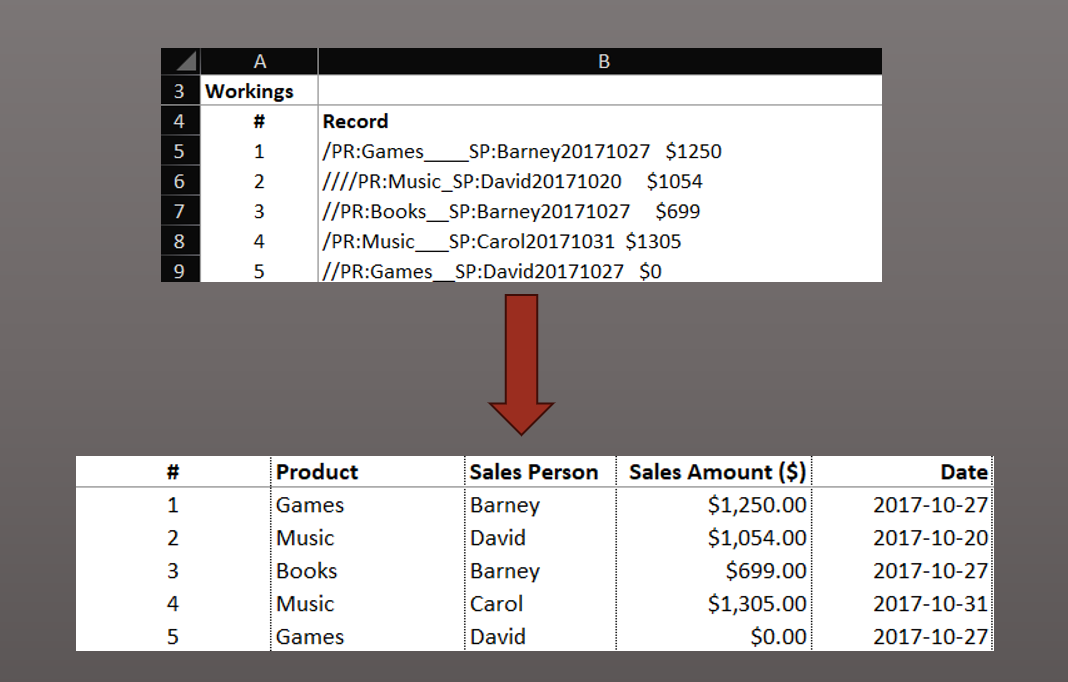 A B
3 Workings
4 # Record
5 1 /PR:Games____SP:Barney20171027   $1250
6 2 ////PR:Music_SP:David20171020     $1054
7 3 //PR:Books__SP:Barney20171027     $699
8 4 /PR:Music___SP:Carol20171031  $1305
9 5 //PR:Games__SP:David20171027   $0
# Product Sales Person Sales Amount ($) Date
1 Games Barney $1,250.00 2017-10-27
2 Music David $1,054.00 2017-10-20
3 Books Barney $699.00 2017-10-27
4 Music Carol $1,305.00 2017-10-31
5 Games David $0.00 2017-10-27